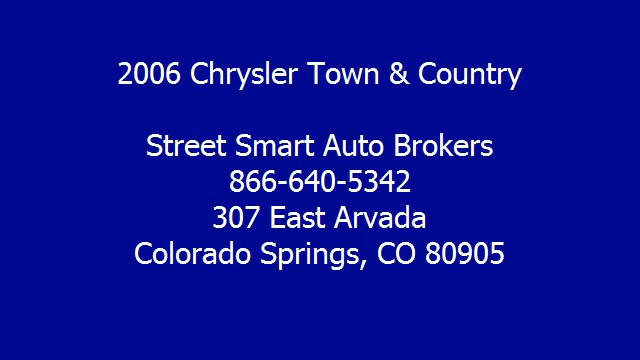 2006 Chrysler Town & Country
Street Smart Auto Brokers
866-640-5342
307 East Arvada
Colorado Springs, CO 80905